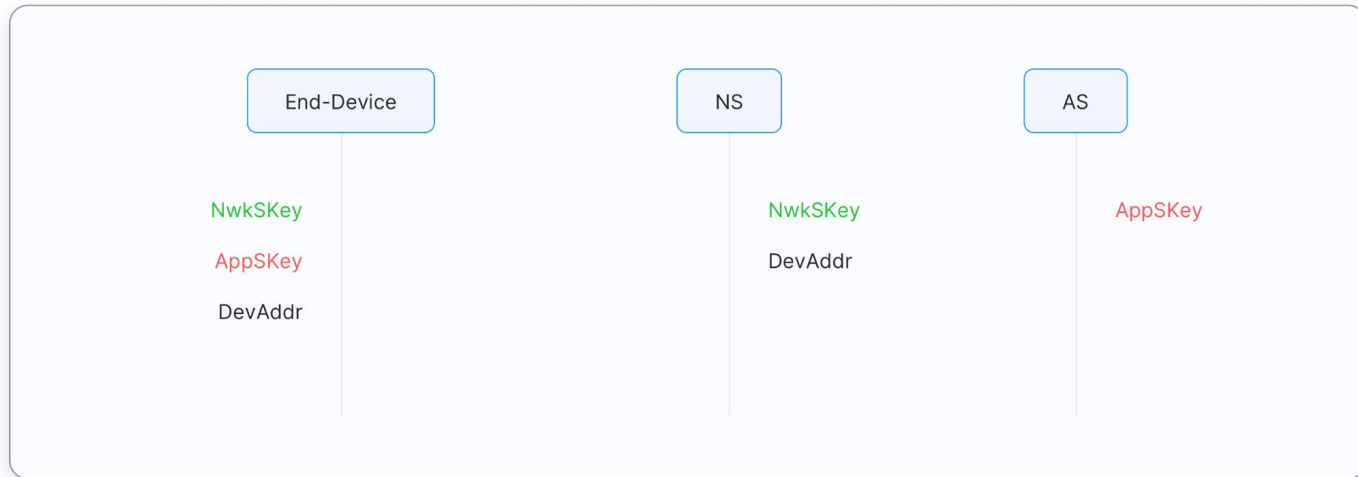 End-Device
NS
AS
NwkSKey
AppSKey
DevAddr
NwkSKey
DevAddr
AppSKey